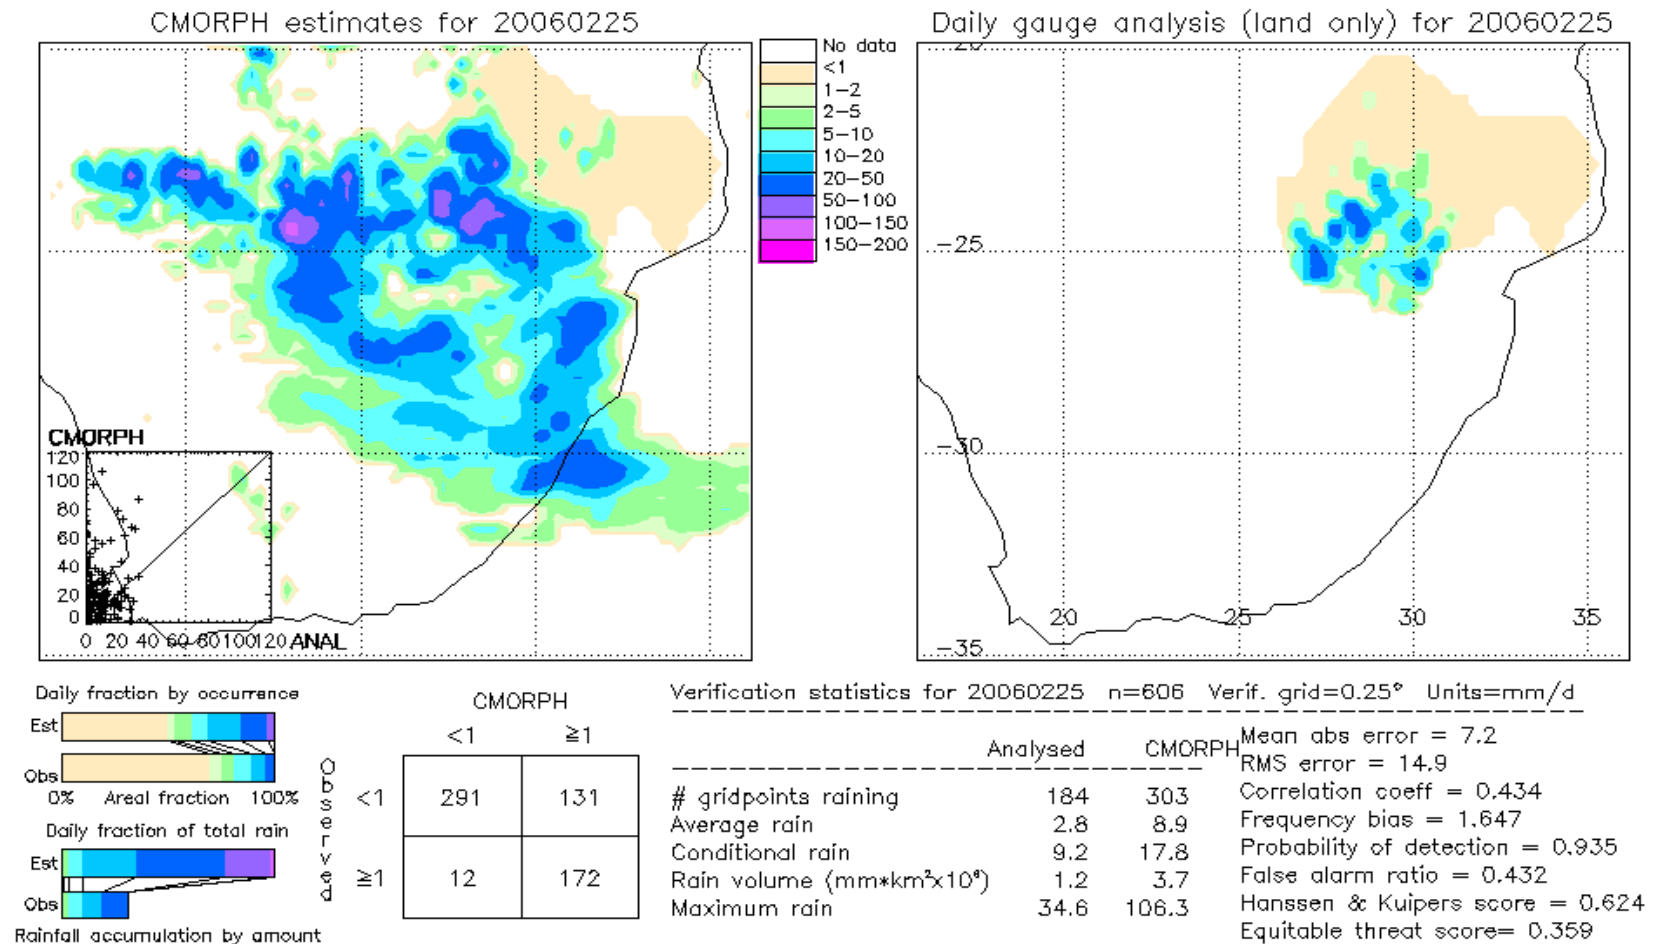 CMORPH estimates for 20060225
Daily gauge analysis (land only) for 20060225
No data
<1
1-2
2-5
5-10
10-20
20-50
50-100
100-150
150-200
-25
-30
-35
20
25
30
35
CMORPH
120
100
80
60
40
20
0
0 20 40 60 80 100 120 ANAL
Daily fraction by occurrence
Est
Obs
0% Areal fraction 100%
Daily fraction of total rain
Est
Obs
Rainfall accumulation by amount
CMORPH
<1 ≥1
Observed
<1 291 131
≥1 12 172
Verification statistics for 20060225 n=606 Verif. grid=0.25° Units=mm/d
Analysed CMORPH
# gridpoints raining 184 303
Average rain 2.8 8.9
Conditional rain 9.2 17.8
Rain volume (mm*km²x10⁶) 1.2 3.7
Maximum rain 34.6 106.3
Mean abs error = 7.2
RMS error = 14.9
Correlation coeff = 0.434
Frequency bias = 1.647
Probability of detection = 0.935
False alarm ratio = 0.432
Hanssen & Kuipers score = 0.624
Equitable threat score= 0.359